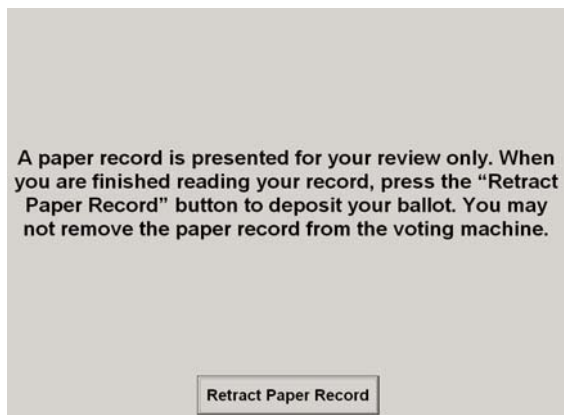 A paper record is presented for your review only. When
you are finished reading your record, press the “Retract
Paper Record” button to deposit your ballot. You may
not remove the paper record from the voting machine.
Retract Paper Record